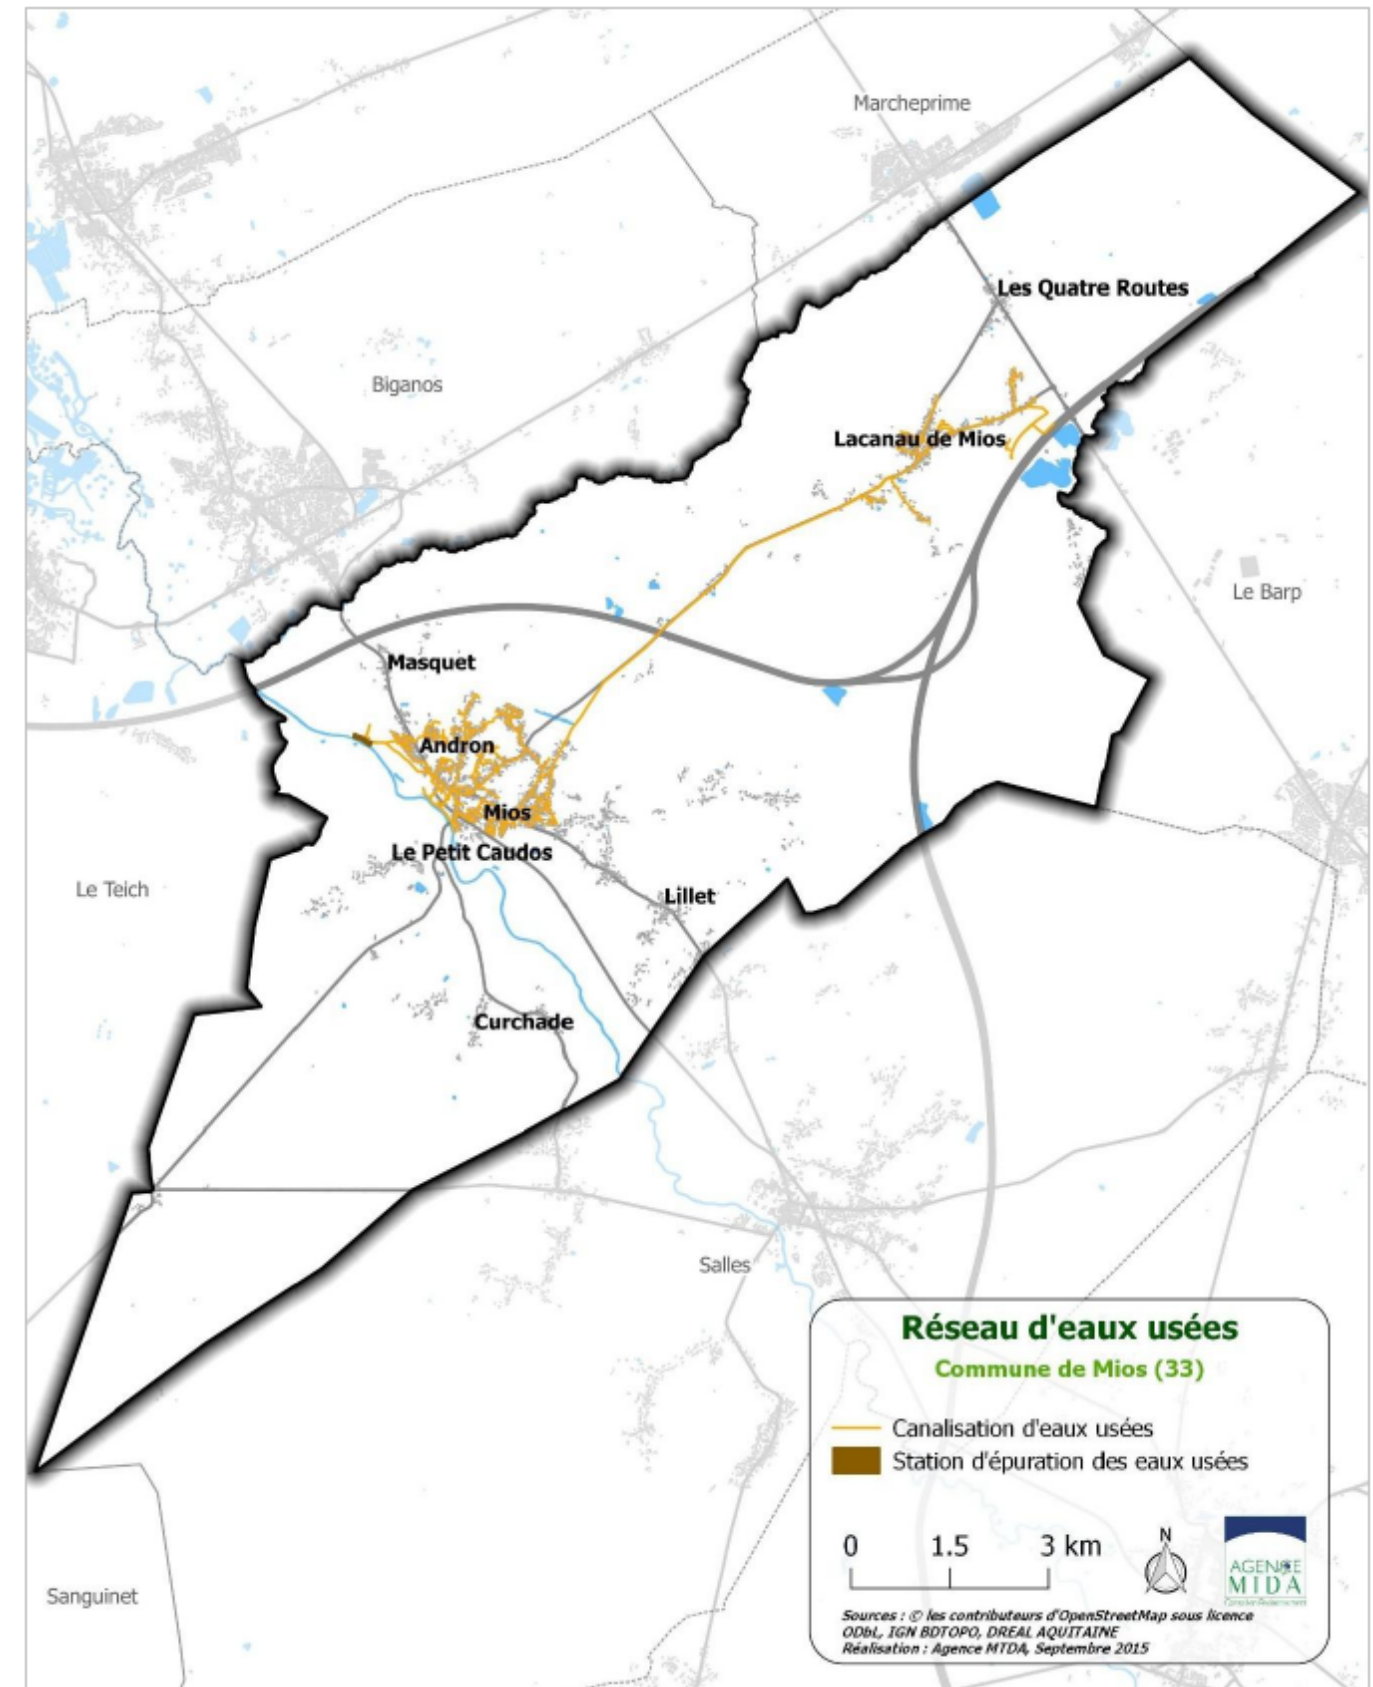 Marcheprime
Les Quatre Routes
Biganos
Lacanau de Mios
Le Barp
Masquet
Andron
Mios
Le Petit Caudos
Le Teich
Lillet
Curchade
Salles
Sanguinet
Réseau d'eaux usées
Commune de Mios (33)
Canalisation d'eaux usées
Station d'épuration des eaux usées
0 1.5 3 km
N
AGENCE
MTDA
Sources : © les contributeurs d'OpenStreetMap sous licence
ODbL, IGN BDTOPO, DREAL AQUITAINE
Réalisation : Agence MTDA, Septembre 2015